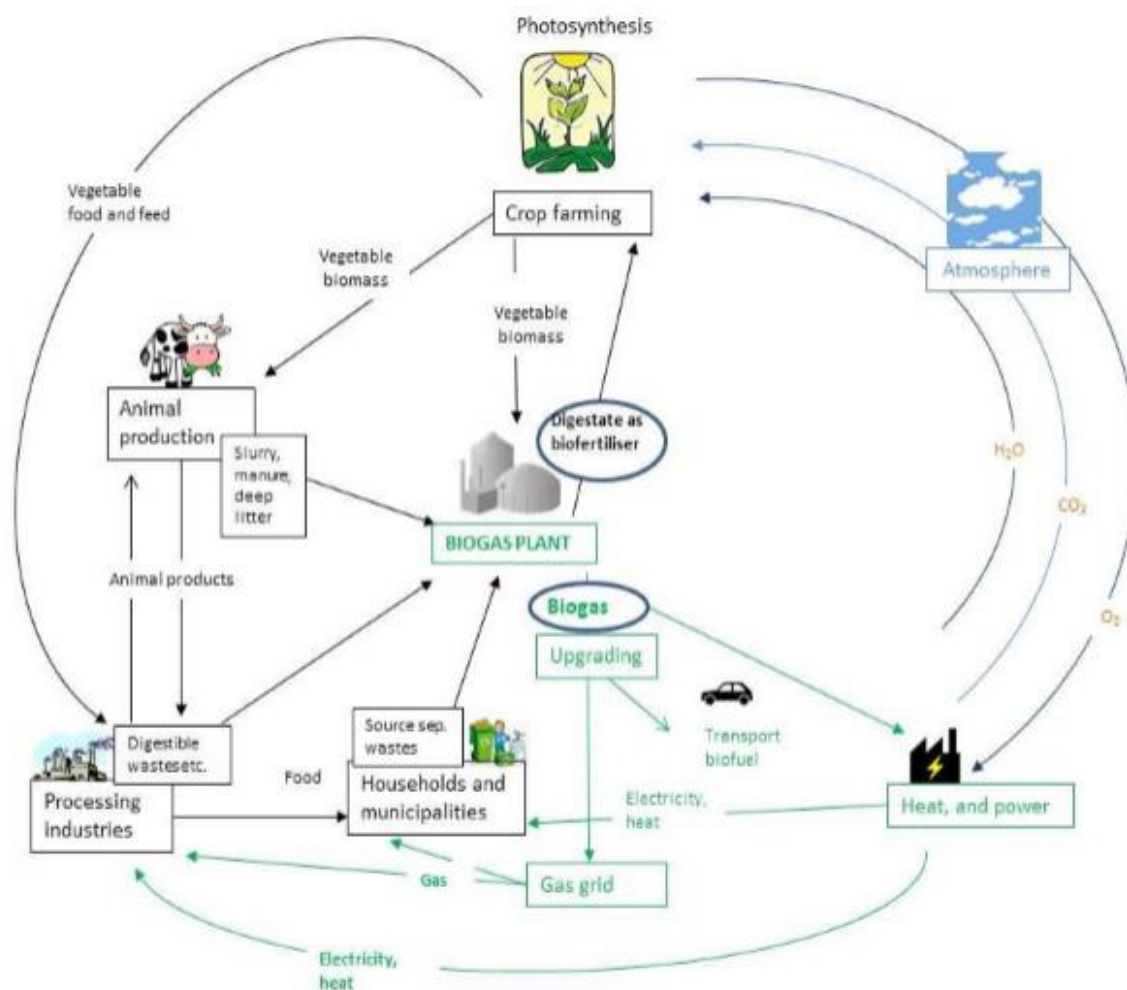 Photosynthesis
Vegetable
food and feed
Crop farming
Atmosphere
Vegetable
biomass
Vegetable
biomass
Animal
production
Slurry,
manure,
deep
litter
Digestate as
biofertiliser
H₂O
CO₂
O₂
BIOGAS PLANT
Animal products
Biogas
Upgrading
Source sep.
wastes
Digestible
wastesetc.
Transport
biofuel
Food
Processing
industries
Households and
municipalities
Electricity,
heat
Heat, and power
Gas
Gas grid
Electricity,
heat